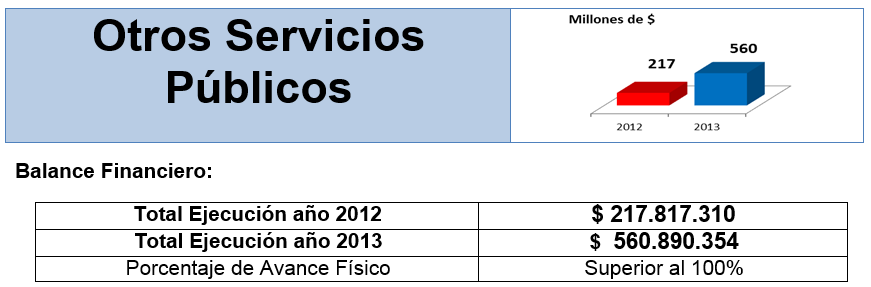 Otros Servicios
Públicos
Millones de $
217
560
2012
2013
Balance Financiero:
Total Ejecución año 2012 $ 217.817.310
Total Ejecución año 2013 $ 560.890.354
Porcentaje de Avance Físico Superior al 100%